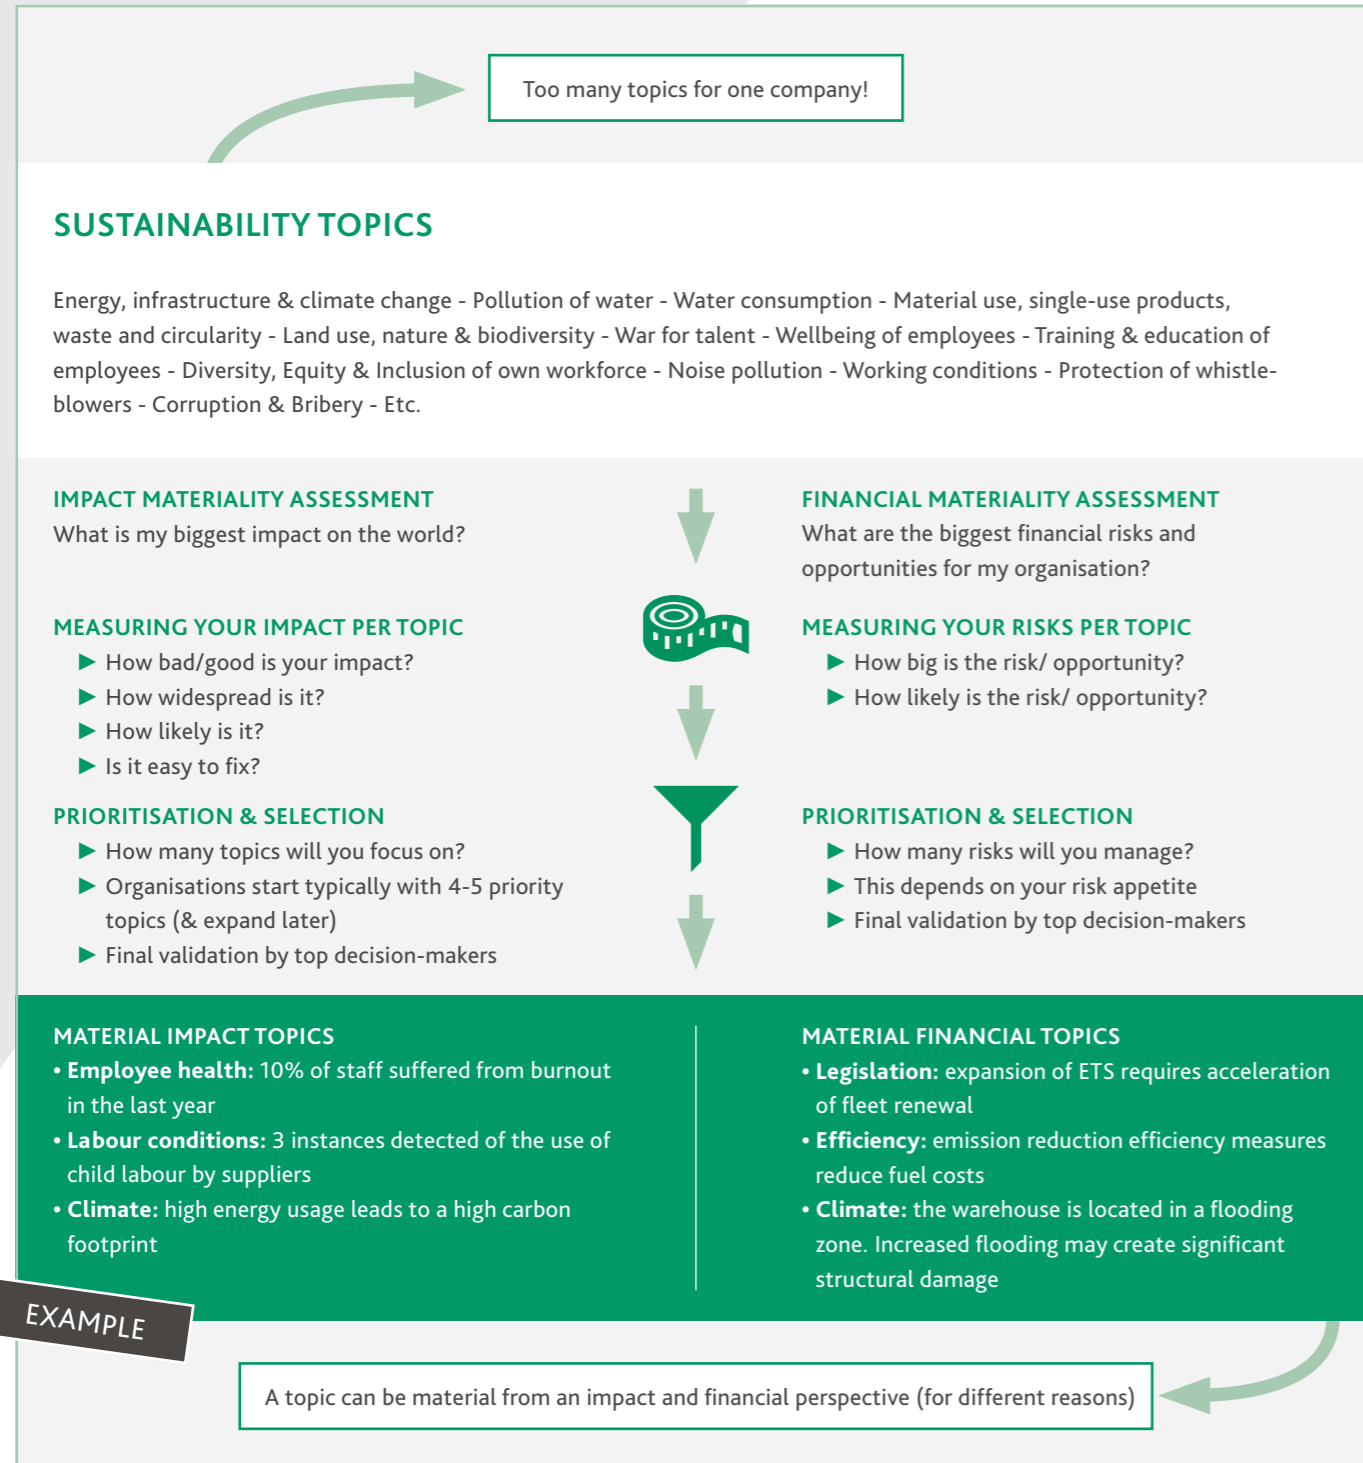 Too many topics for one company!
SUSTAINABILITY TOPICS
Energy, infrastructure & climate change - Pollution of water - Water consumption - Material use, single-use products,
waste and circularity - Land use, nature & biodiversity - War for talent - Wellbeing of employees - Training & education of
employees - Diversity, Equity & Inclusion of own workforce - Noise pollution - Working conditions - Protection of whistle-
blowers - Corruption & Bribery - Etc.
IMPACT MATERIALITY ASSESSMENT
What is my biggest impact on the world?
MEASURING YOUR IMPACT PER TOPIC
► How bad/good is your impact?
► How widespread is it?
► How likely is it?
► Is it easy to fix?
PRIORITISATION & SELECTION
► How many topics will you focus on?
► Organisations start typically with 4-5 priority
topics (& expand later)
► Final validation by top decision-makers
FINANCIAL MATERIALITY ASSESSMENT
What are the biggest financial risks and
opportunities for my organisation?
MEASURING YOUR RISKS PER TOPIC
► How big is the risk/ opportunity?
► How likely is the risk/ opportunity?
PRIORITISATION & SELECTION
► How many risks will you manage?
► This depends on your risk appetite
► Final validation by top decision-makers
MATERIAL IMPACT TOPICS
• Employee health: 10% of staff suffered from burnout
in the last year
• Labour conditions: 3 instances detected of the use of
child labour by suppliers
• Climate: high energy usage leads to a high carbon
footprint
MATERIAL FINANCIAL TOPICS
• Legislation: expansion of ETS requires acceleration
of fleet renewal
• Efficiency: emission reduction efficiency measures
reduce fuel costs
• Climate: the warehouse is located in a flooding
zone. Increased flooding may create significant
structural damage
EXAMPLE
A topic can be material from an impact and financial perspective (for different reasons)